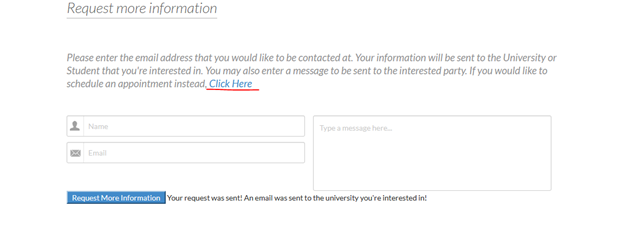 Request more information
Please enter the email address that you would like to be contacted at. Your information will be sent to the University or
Student that you're interested in. You may also enter a message to be sent to the interested party. If you would like to
schedule an appointment instead, Click Here
Name
Type a message here...
Email
Request More Information Your request was sent! An email was sent to the university you're interested in!